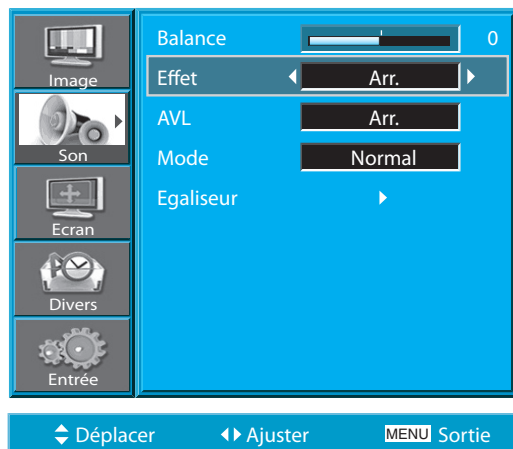 Image
Son
Ecran
Divers
Entrée
Balance 0
Effet Arr.
AVL Arr.
Mode Normal
Egaliseur
Déplacer Ajuster MENU Sortie